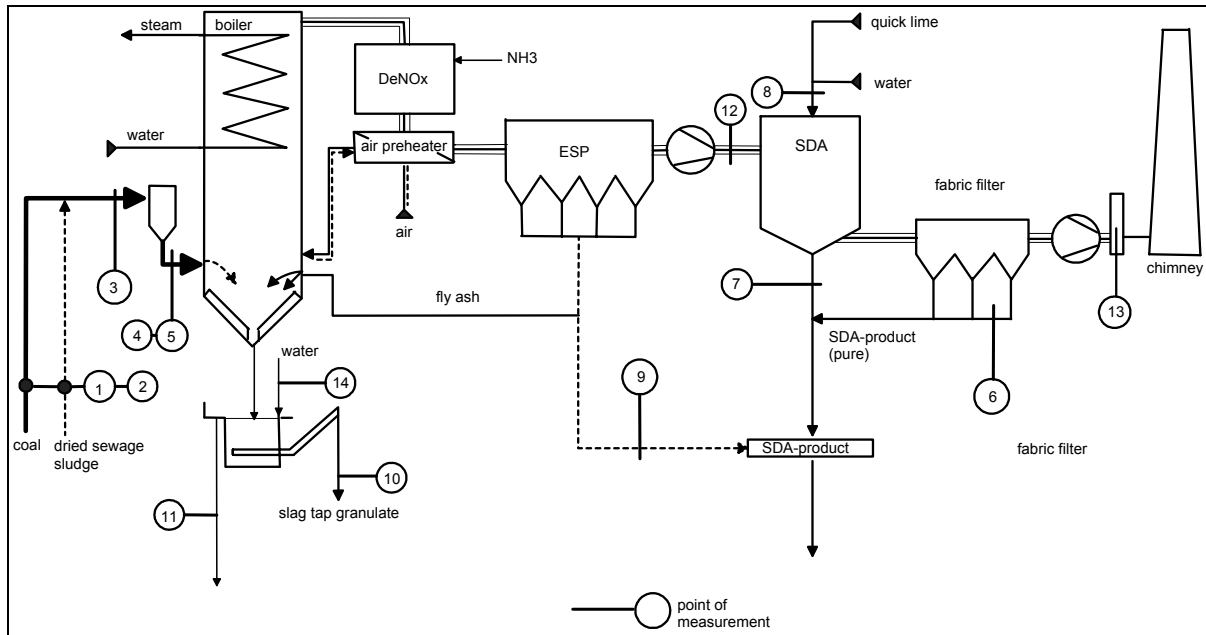 steam
boiler
quick lime
DeNOx
NH3
water
8
12
water
air preheater
ESP
SDA
fabric filter
air
chimney
3
7
13
4
5
fly ash
SDA-product
(pure)
water
9
6
1
2
14
coal
dried sewage
sludge
SDA-product
fabric filter
10
slag tap granulate
11
point of
measurement